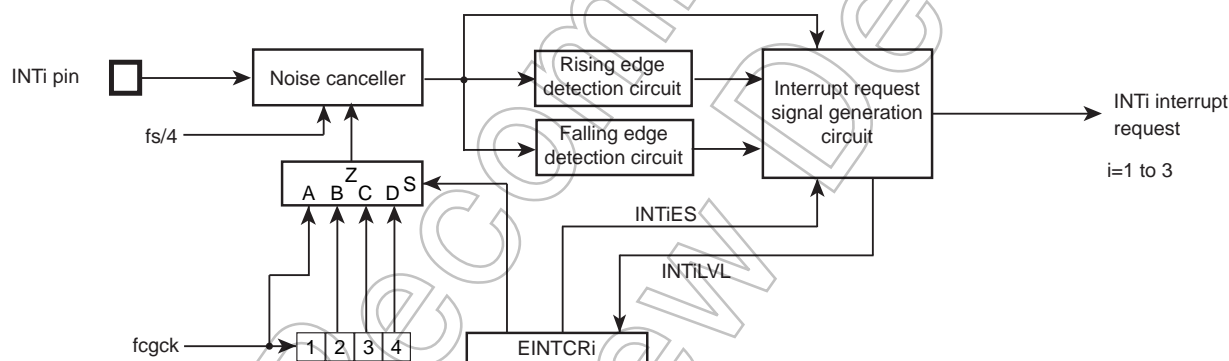 INTi pin
Noise canceller
Rising edge
detection circuit
Interrupt request
signal generation
circuit
INTi interrupt
request
i=1 to 3
fs/4
Falling edge
detection circuit
Z
S
A B C D
INTiES
INTiLVL
fcgck
1 2 3 4
EINTCRi